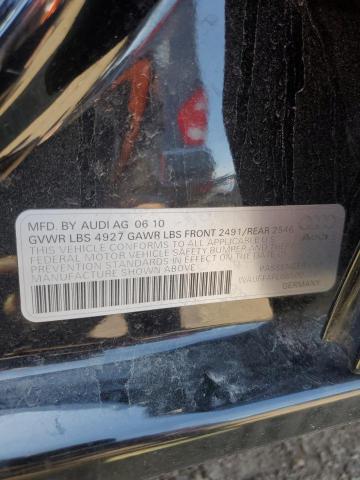 MFD. BY AUDI AG 06 10
GVWR LBS 4927 GAWR LBS FRONT 2491/REAR 2546
THIS VEHICLE CONFORMS TO ALL APPLICABLE U.S.
FEDERAL MOTOR VEHICLE SAFETY BUMPER AND THEFT
PREVENTION STANDARDS IN EFFECT ON THE DATE OF
MANUFACTURE SHOWN ABOVE.
PASSENGER
GERMANY